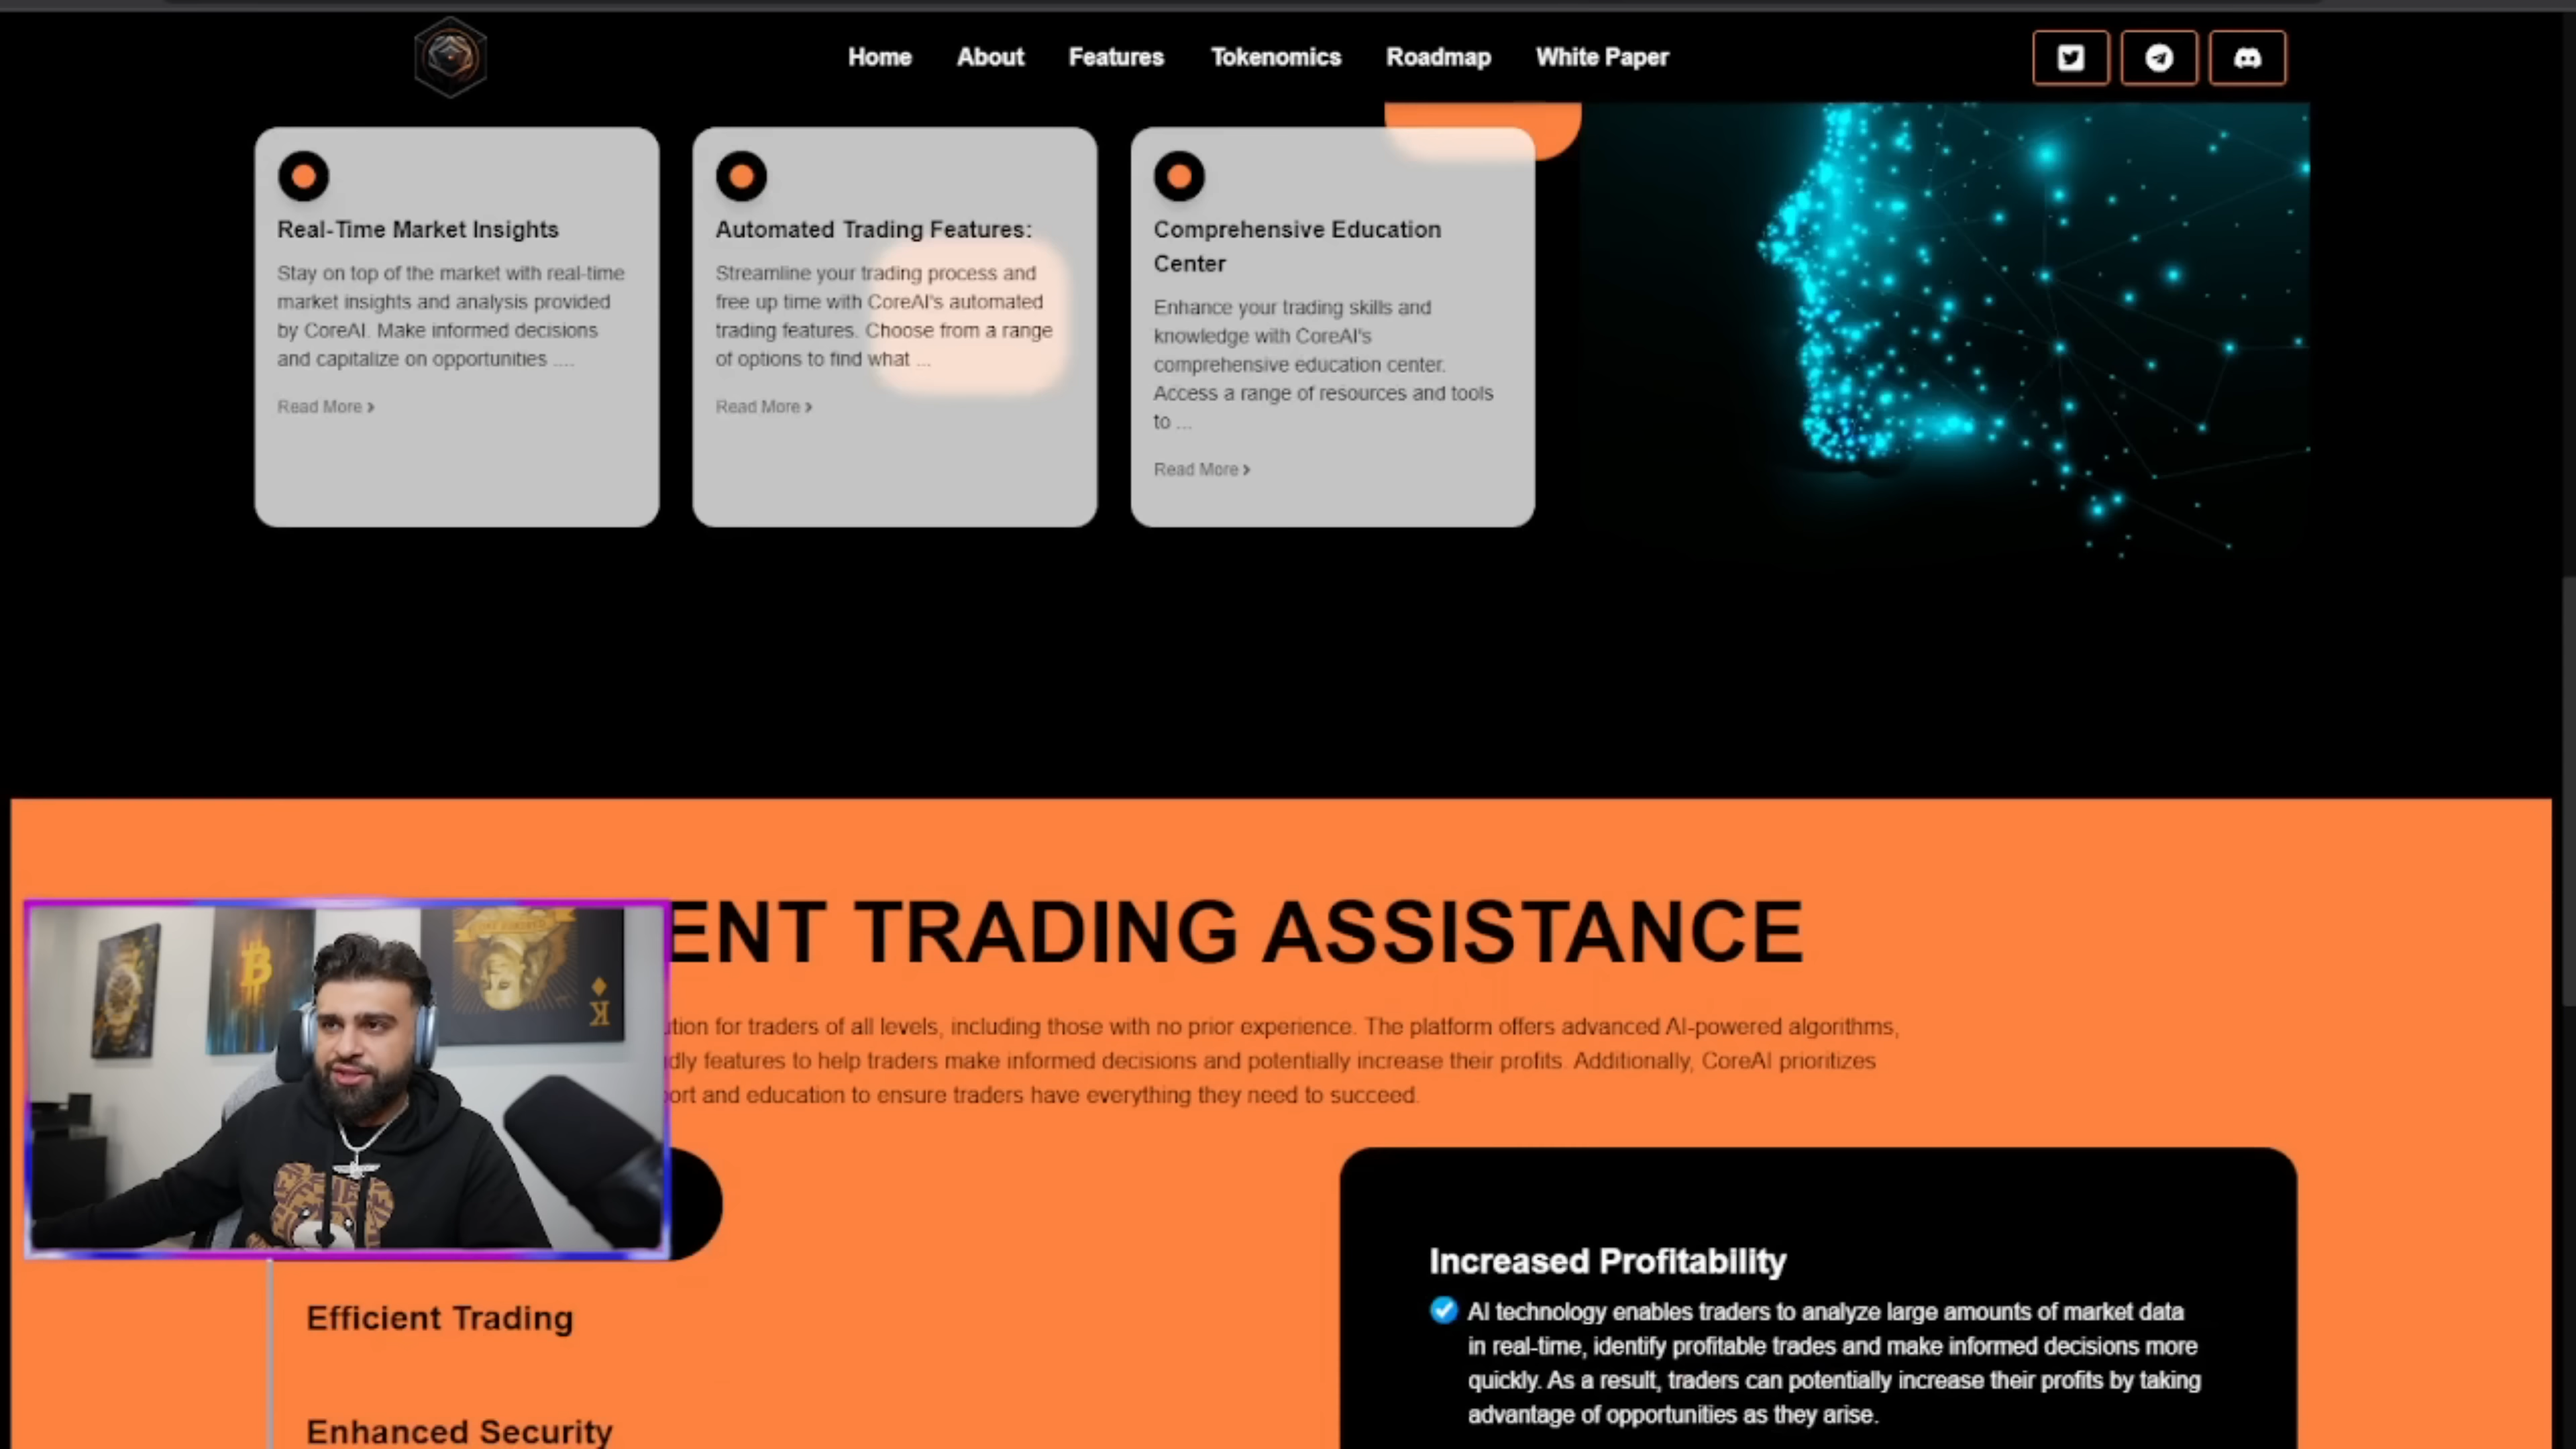 Home About Features Tokenomics Roadmap White Paper
Real-Time Market Insights
Stay on top of the market with real-time
market insights and analysis provided
by CoreAI. Make informed decisions
and capitalize on opportunities ....
Read More
Automated Trading Features:
Streamline your trading process and
free up time with CoreAI's automated
trading features. Choose from a range
of options to find what ...
Read More
Comprehensive Education
Center
Enhance your trading skills and
knowledge with CoreAI's
comprehensive education center.
Access a range of resources and tools
to ...
Read More
ENT TRADING ASSISTANCE
ution for traders of all levels, including those with no prior experience. The platform offers advanced AI-powered algorithms,
dly features to help traders make informed decisions and potentially increase their profits. Additionally, CoreAI prioritizes
ort and education to ensure traders have everything they need to succeed.
K
Efficient Trading
Enhanced Security
Increased Profitability
AI technology enables traders to analyze large amounts of market data
in real-time, identify profitable trades and make informed decisions more
quickly. As a result, traders can potentially increase their profits by taking
advantage of opportunities as they arise.